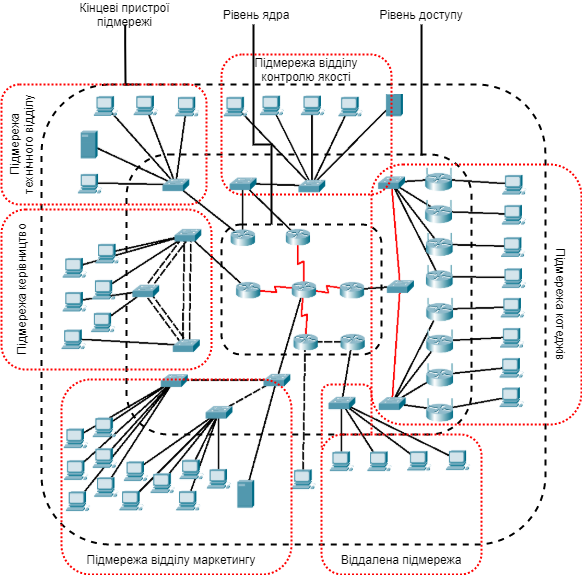 Кінцеві пристрої
підмережі
Рівень ядра
Рівень доступу
Підмережа відділу
контролю якості
Підмережа
технічного відділу
Підмережа керівництво
Підмережа котеджів
Підмережа відділу маркетингу
Віддалена підмережа